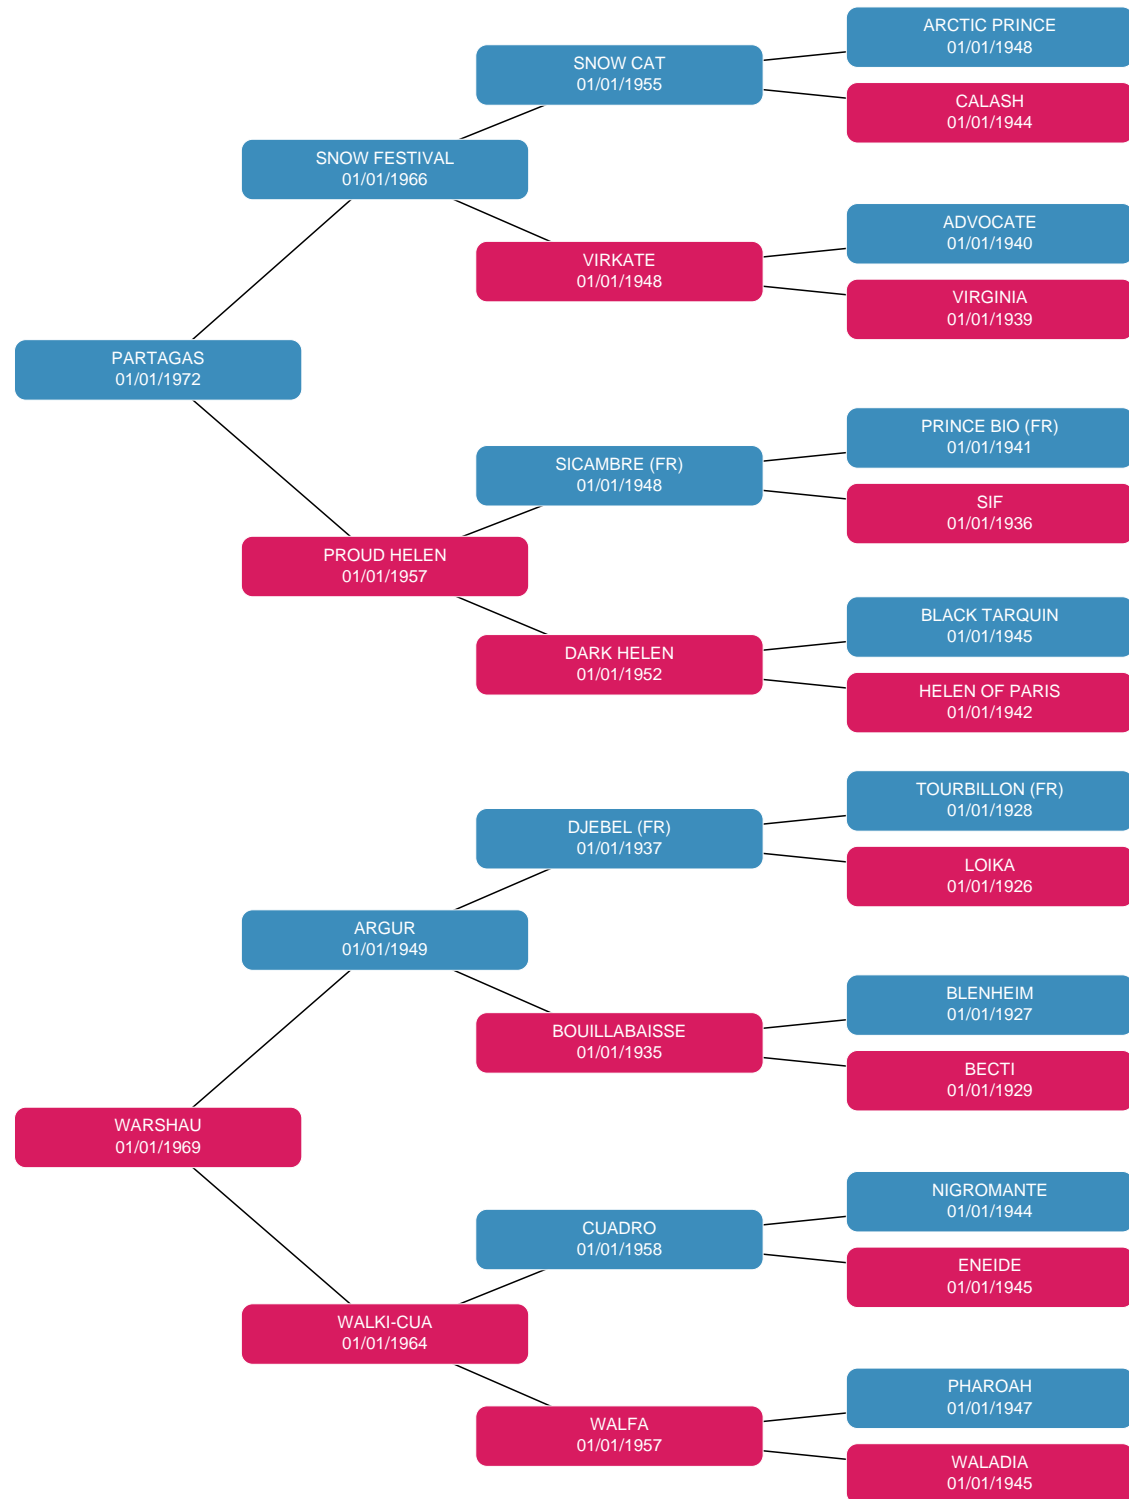 ARCTIC PRINCE
01/01/1948
SNOW CAT
01/01/1955
CALASH
01/01/1944
SNOW FESTIVAL
01/01/1966
ADVOCATE
01/01/1940
VIRKATE
01/01/1948
VIRGINIA
01/01/1939
PARTAGAS
01/01/1972
PRINCE BIO (FR)
01/01/1941
SICAMBRE (FR)
01/01/1948
SIF
01/01/1936
PROUD HELEN
01/01/1957
BLACK TARQUIN
01/01/1945
DARK HELEN
01/01/1952
HELEN OF PARIS
01/01/1942
TOURBILLON (FR)
01/01/1928
DJEBEL (FR)
01/01/1937
LOIKA
01/01/1926
ARGUR
01/01/1949
BLENHEIM
01/01/1927
BOUILLABAISSE
01/01/1935
BECTI
01/01/1929
WARSHAU
01/01/1969
NIGROMANTE
01/01/1944
CUADRO
01/01/1958
ENEIDE
01/01/1945
WALKI-CUA
01/01/1964
PHAROAH
01/01/1947
WALFA
01/01/1957
WALADIA
01/01/1945